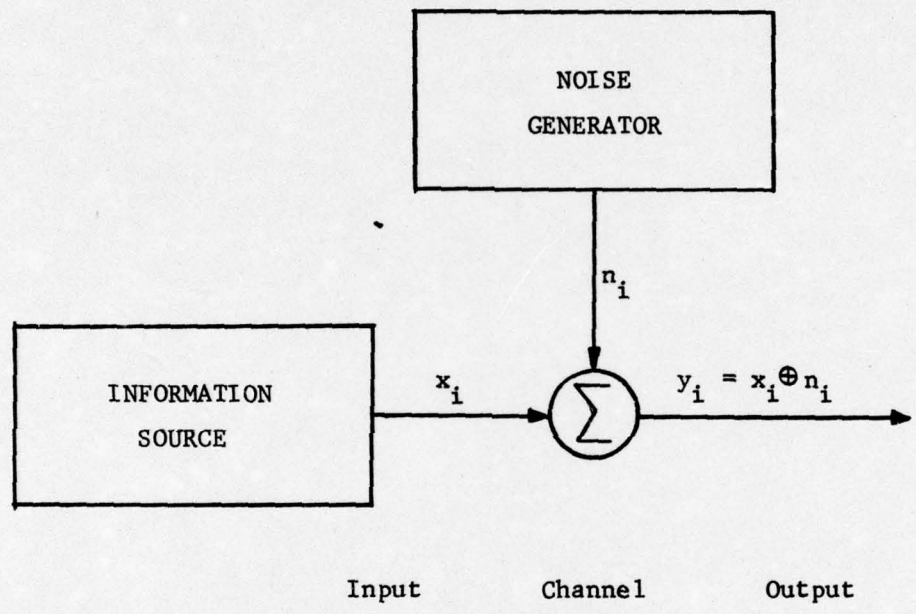 NOISE
GENERATOR
n_i
INFORMATION
SOURCE
x_i
∑
y_i = x_i ⊕ n_i
Input Channel Output